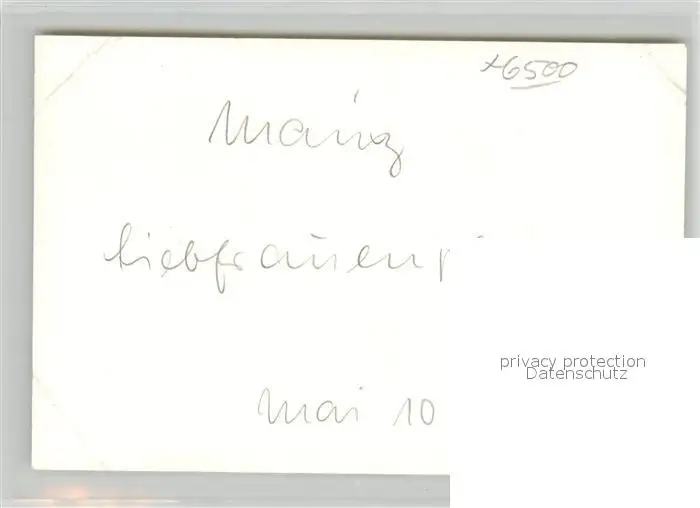 *6500
Mainz
Liebfrauenp
privacy protection
Datenschutz
Mai 10